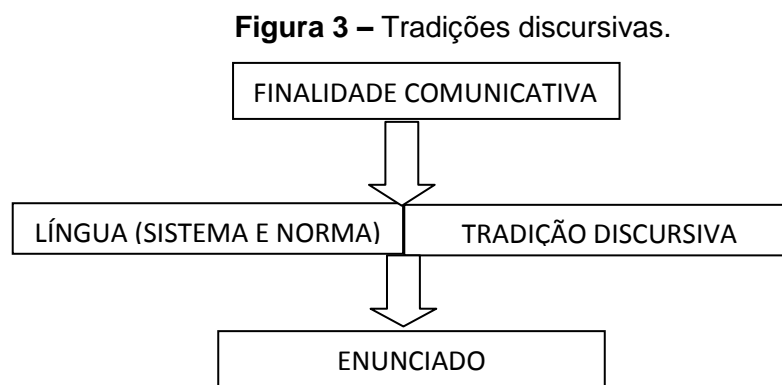 Figura 3 – Tradições discursivas.
FINALIDADE COMUNICATIVA
LÍNGUA (SISTEMA E NORMA) TRADIÇÃO DISCURSIVA
ENUNCIADO